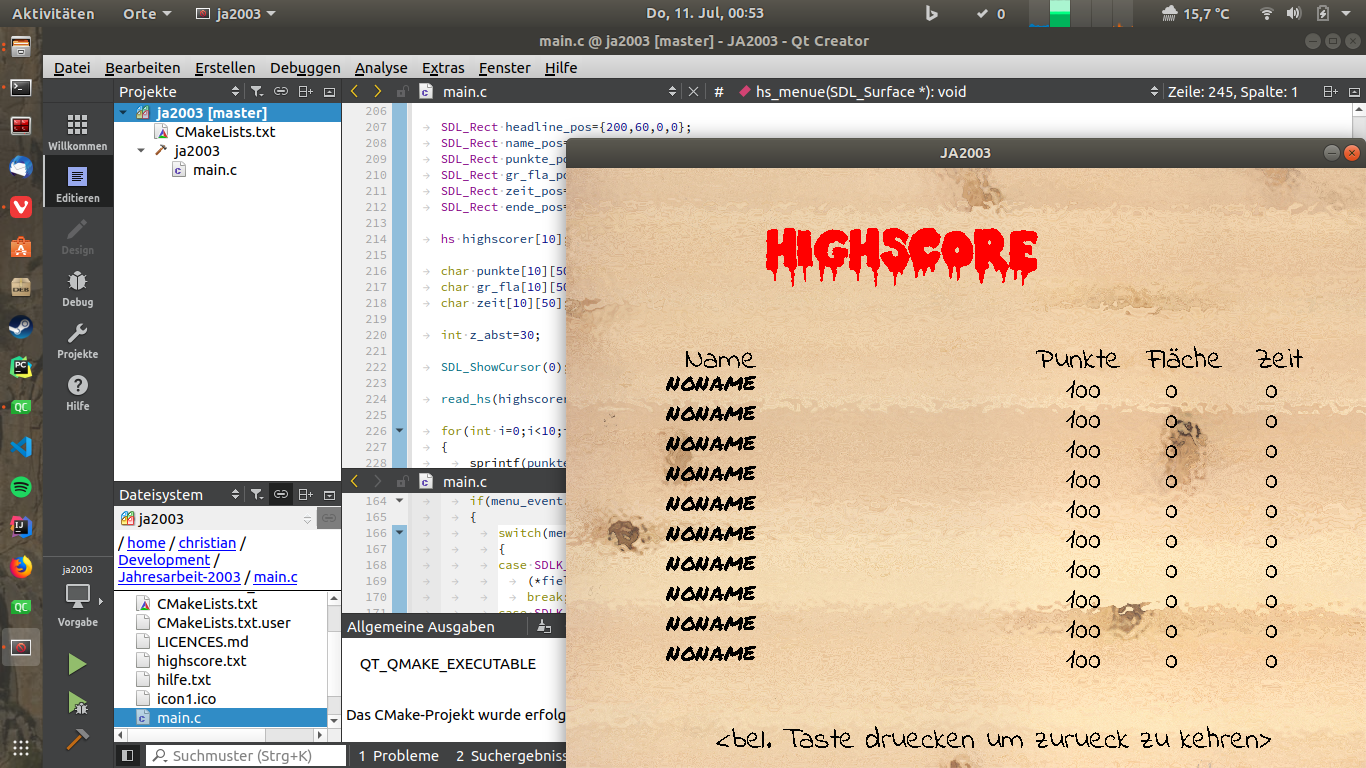 Aktivitäten Orte ja2003 Do, 11. Jul, 00:53 0 15,7 °C
main.c @ ja2003 [master] - JA2003 - Qt Creator
Datei Bearbeiten Erstellen Debuggen Analyse Extras Fenster Hilfe
Projekte main.c # hs_menue(SDL_Surface *): void Zeile: 245, Spalte: 1
Willkommen
Editieren
Design
Debug
Projekte
Hilfe
ja2003
Vorgabe
ja2003 [master]
CMakeLists.txt
ja2003
main.c
206
207 SDL_Rect headline_pos={200,60,0,0};
208 SDL_Rect name_pos=
209 SDL_Rect punkte_po
210 SDL_Rect gr_fla_po
211 SDL_Rect zeit_pos=
212 SDL_Rect ende_pos=
213
214 hs highscorer[10];
215
216 char punkte[10][50
217 char gr_fla[10][50
218 char zeit[10][50]
219
220 int z_abst=30;
221
222 SDL_ShowCursor(0);
223
224 read_hs(highscorer
225
226 for(int i=0;i<10;
227 {
228 sprintf(punkte
Dateisystem
ja2003
/ home / christian /
Development /
Jahresarbeit-2003 / main.c
CMakeLists.txt
CMakeLists.txt.user
LICENCES.md
highscore.txt
hilfe.txt
icon1.ico
main.c
main.c
164 if(menu_event.
165 {
166 switch(men
167 {
168 case SDLK_
169 (*fiel
170 break;
171 case SDLK
Allgemeine Ausgaben
QT_QMAKE_EXECUTABLE
Das CMake-Projekt wurde erfolg
Suchmuster (Strg+K) 1 Probleme 2 Suchergebniss
JA2003
HIGHSCORE
Name Punkte Fläche Zeit
NONAME 100 0 0
NONAME 100 0 0
NONAME 100 0 0
NONAME 100 0 0
NONAME 100 0 0
NONAME 100 0 0
NONAME 100 0 0
NONAME 100 0 0
NONAME 100 0 0
NONAME 100 0 0
<bel. Taste druecken um zurueck zu kehren>